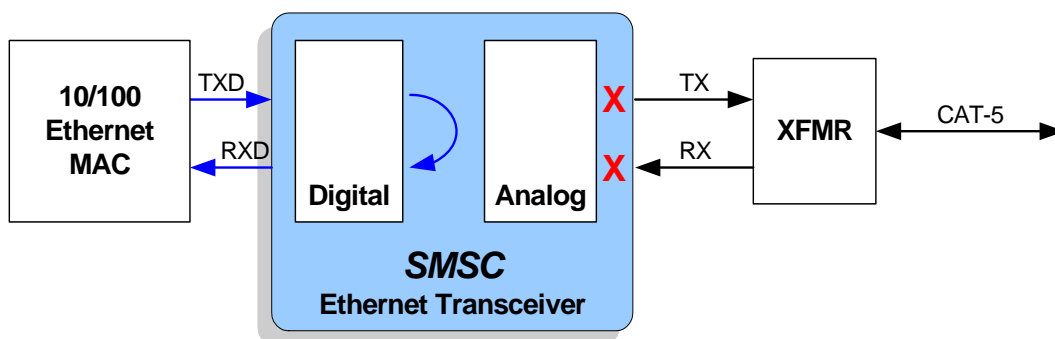 10/100
Ethernet
MAC
TXD
RXD
Digital
Analog
X
X
SMSC
Ethernet Transceiver
TX
RX
XFMR
CAT-5